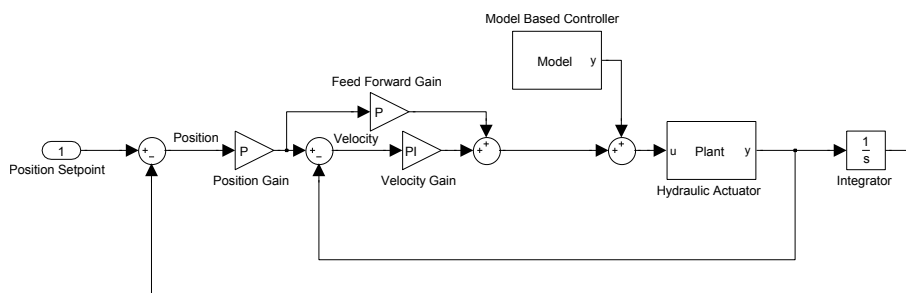 Model Based Controller
Model
y
Feed Forward Gain
P
1
Position Setpoint
+
−
Position
P
Position Gain
−
Velocity
PI
Velocity Gain
+
+
+
+
u
Plant
y
Hydraulic Actuator
1
s
Integrator